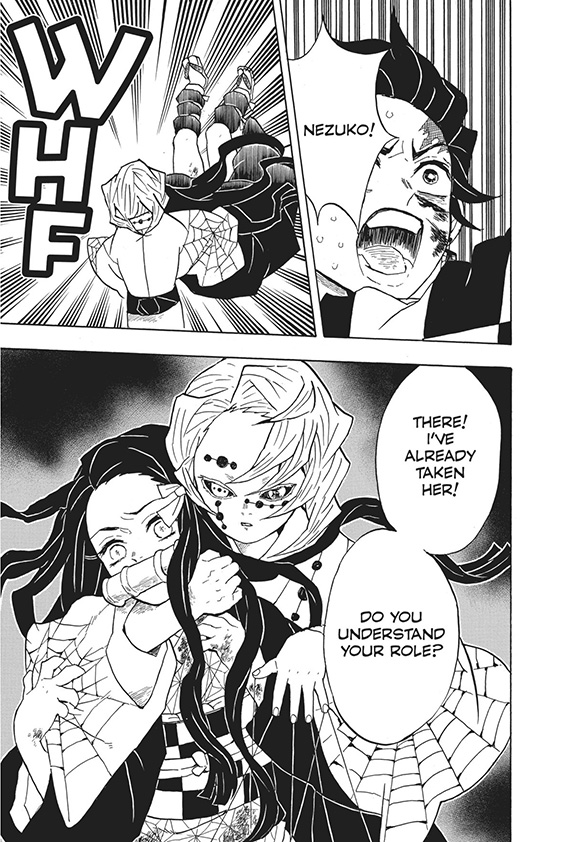 NEZUKO!
WHF
THERE!
I'VE
ALREADY
TAKEN
HER!
DO YOU
UNDERSTAND
YOUR ROLE?